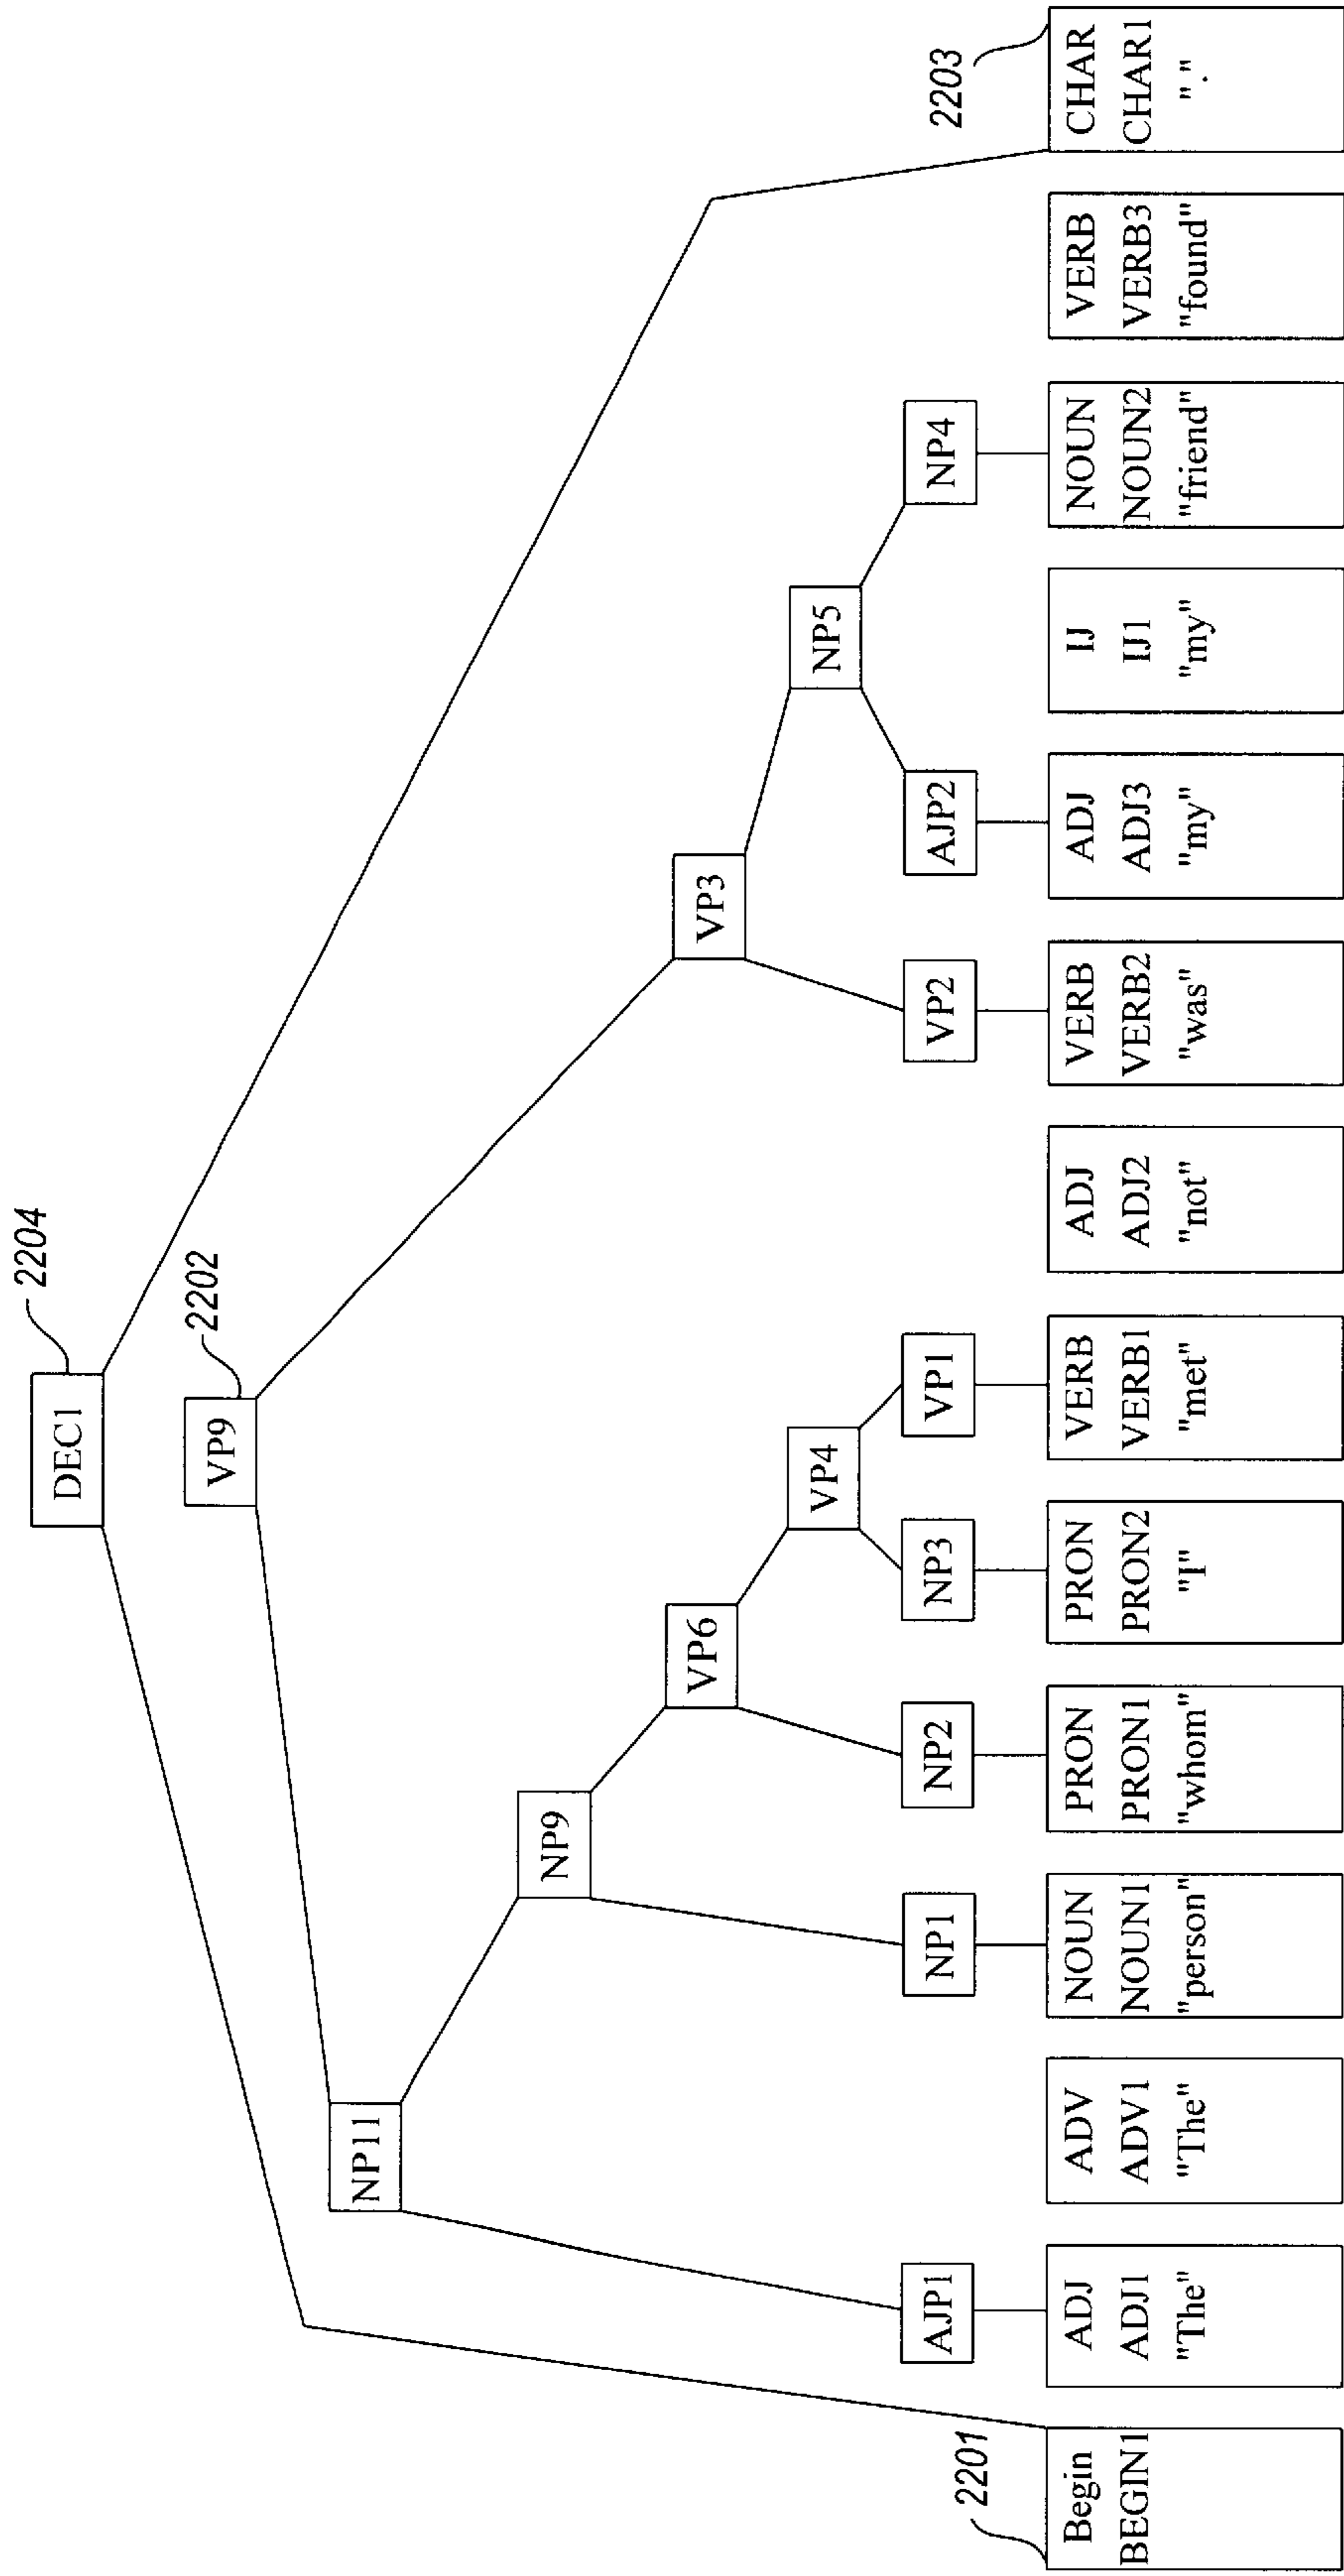 DEC1
2204
VP9
2202
NP11
NP9
VP6
VP3
VP4
NP5
AJP1
NP1
NP2
NP3
VP1
VP2
AJP2
NP4
2201
2203
Begin
BEGIN1
ADJ
ADJ1
"The"
ADV
ADV1
"The"
NOUN
NOUN1
"person"
PRON
PRON1
"whom"
PRON
PRON2
"I"
VERB
VERB1
"met"
ADJ
ADJ2
"not"
VERB
VERB2
"was"
ADJ
ADJ3
"my"
IJ
IJ1
"my"
NOUN
NOUN2
"friend"
VERB
VERB3
"found"
CHAR
CHAR1
"."